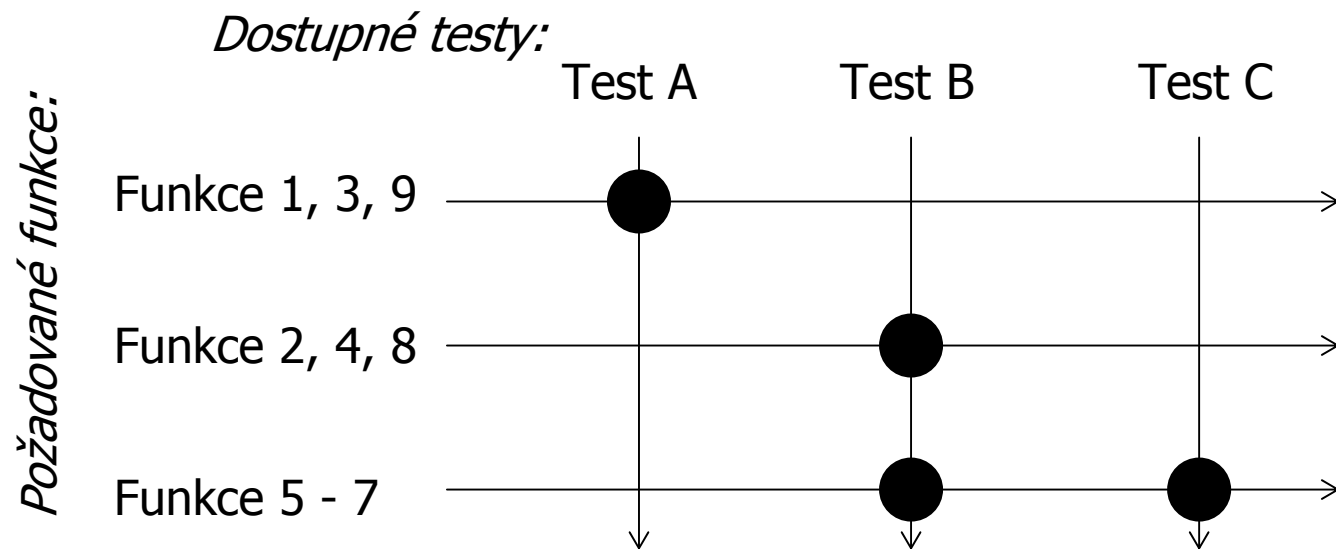 Dostupné testy:
Test A
Test B
Test C
Požadované funkce:
Funkce 1, 3, 9
Funkce 2, 4, 8
Funkce 5 - 7